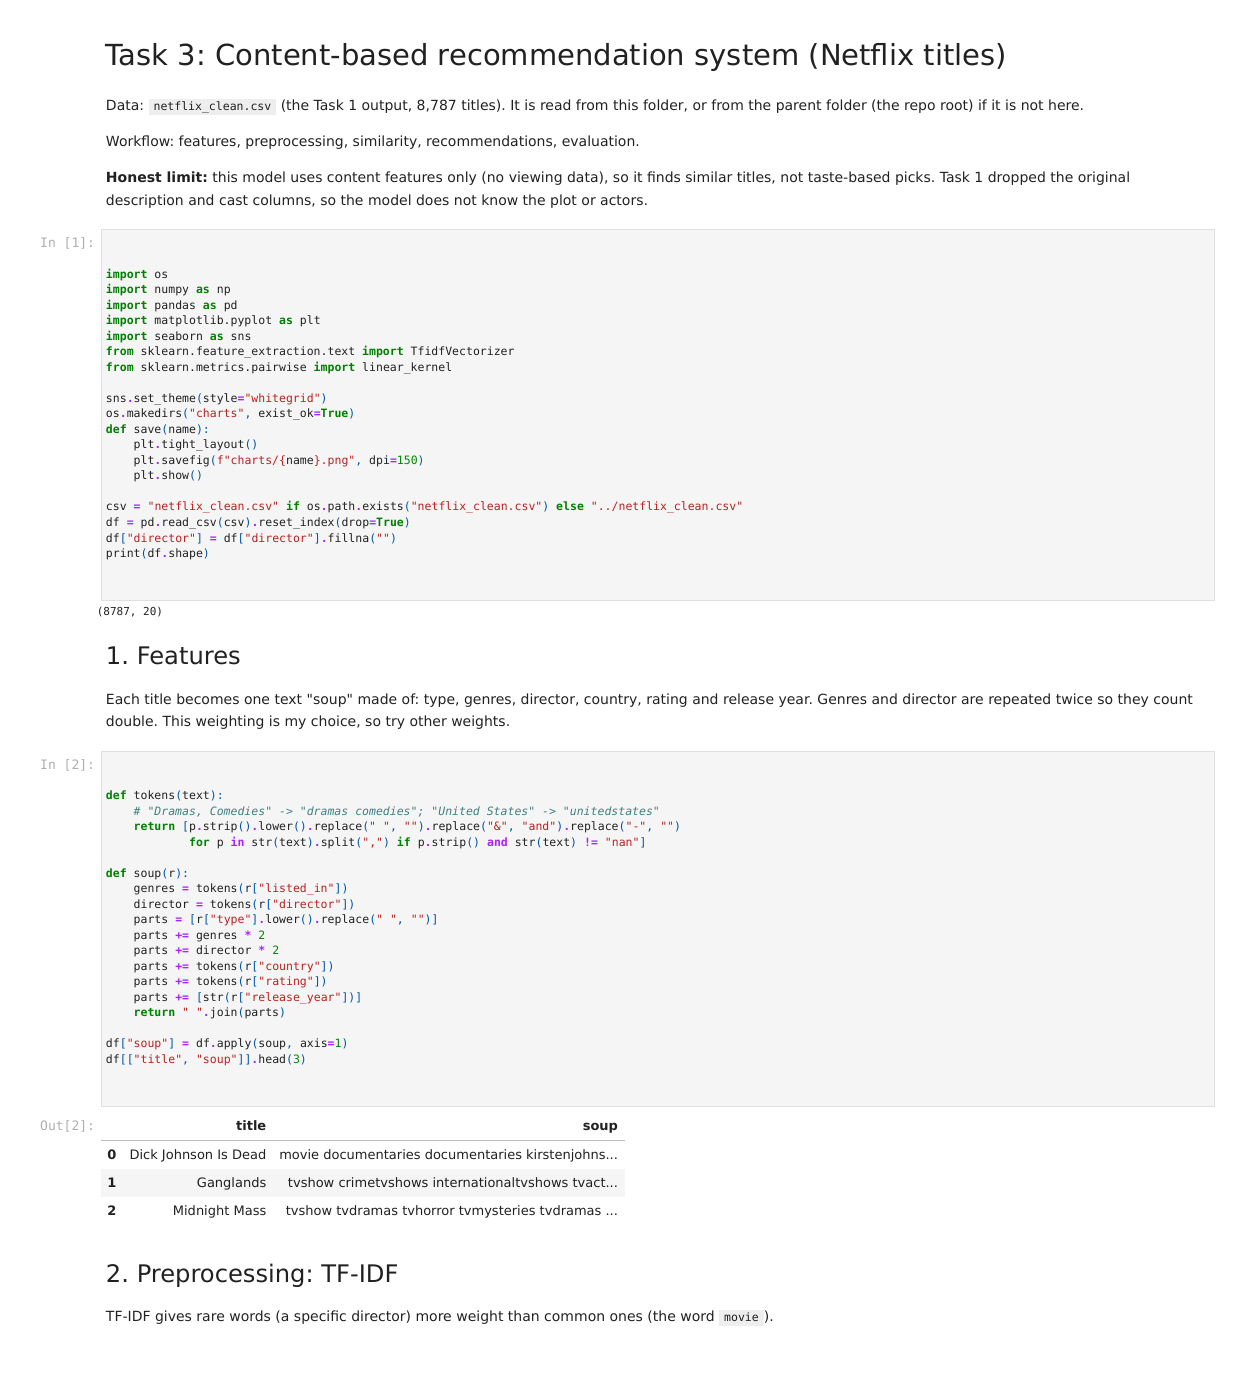 Task 3: Content-based recommendation system (Netflix titles)
Data: netflix_clean.csv (the Task 1 output, 8,787 titles). It is read from this folder, or from the parent folder (the repo root) if it is not here.
Workflow: features, preprocessing, similarity, recommendations, evaluation.
Honest limit: this model uses content features only (no viewing data), so it finds similar titles, not taste-based picks. Task 1 dropped the original
description and cast columns, so the model does not know the plot or actors.
In [1]:
import os
import numpy as np
import pandas as pd
import matplotlib.pyplot as plt
import seaborn as sns
from sklearn.feature_extraction.text import TfidfVectorizer
from sklearn.metrics.pairwise import linear_kernel

sns.set_theme(style="whitegrid")
os.makedirs("charts", exist_ok=True)
def save(name):
    plt.tight_layout()
    plt.savefig(f"charts/{name}.png", dpi=150)
    plt.show()

csv = "netflix_clean.csv" if os.path.exists("netflix_clean.csv") else "../netflix_clean.csv"
df = pd.read_csv(csv).reset_index(drop=True)
df["director"] = df["director"].fillna("")
print(df.shape)
(8787, 20)
1. Features
Each title becomes one text "soup" made of: type, genres, director, country, rating and release year. Genres and director are repeated twice so they count
double. This weighting is my choice, so try other weights.
In [2]:
def tokens(text):
    # "Dramas, Comedies" -> "dramas comedies"; "United States" -> "unitedstates"
    return [p.strip().lower().replace(" ", "").replace("&", "and").replace("-", "")
            for p in str(text).split(",") if p.strip() and str(text) != "nan"]

def soup(r):
    genres = tokens(r["listed_in"])
    director = tokens(r["director"])
    parts = [r["type"].lower().replace(" ", "")]
    parts += genres * 2
    parts += director * 2
    parts += tokens(r["country"])
    parts += tokens(r["rating"])
    parts += [str(r["release_year"])]
    return " ".join(parts)

df["soup"] = df.apply(soup, axis=1)
df[["title", "soup"]].head(3)
Out[2]:
title soup
0 Dick Johnson Is Dead movie documentaries documentaries kirstenjohns...
1 Ganglands tvshow crimetvshows internationaltvshows tvact...
2 Midnight Mass tvshow tvdramas tvhorror tvmysteries tvdramas ...
2. Preprocessing: TF-IDF
TF-IDF gives rare words (a specific director) more weight than common ones (the word movie).